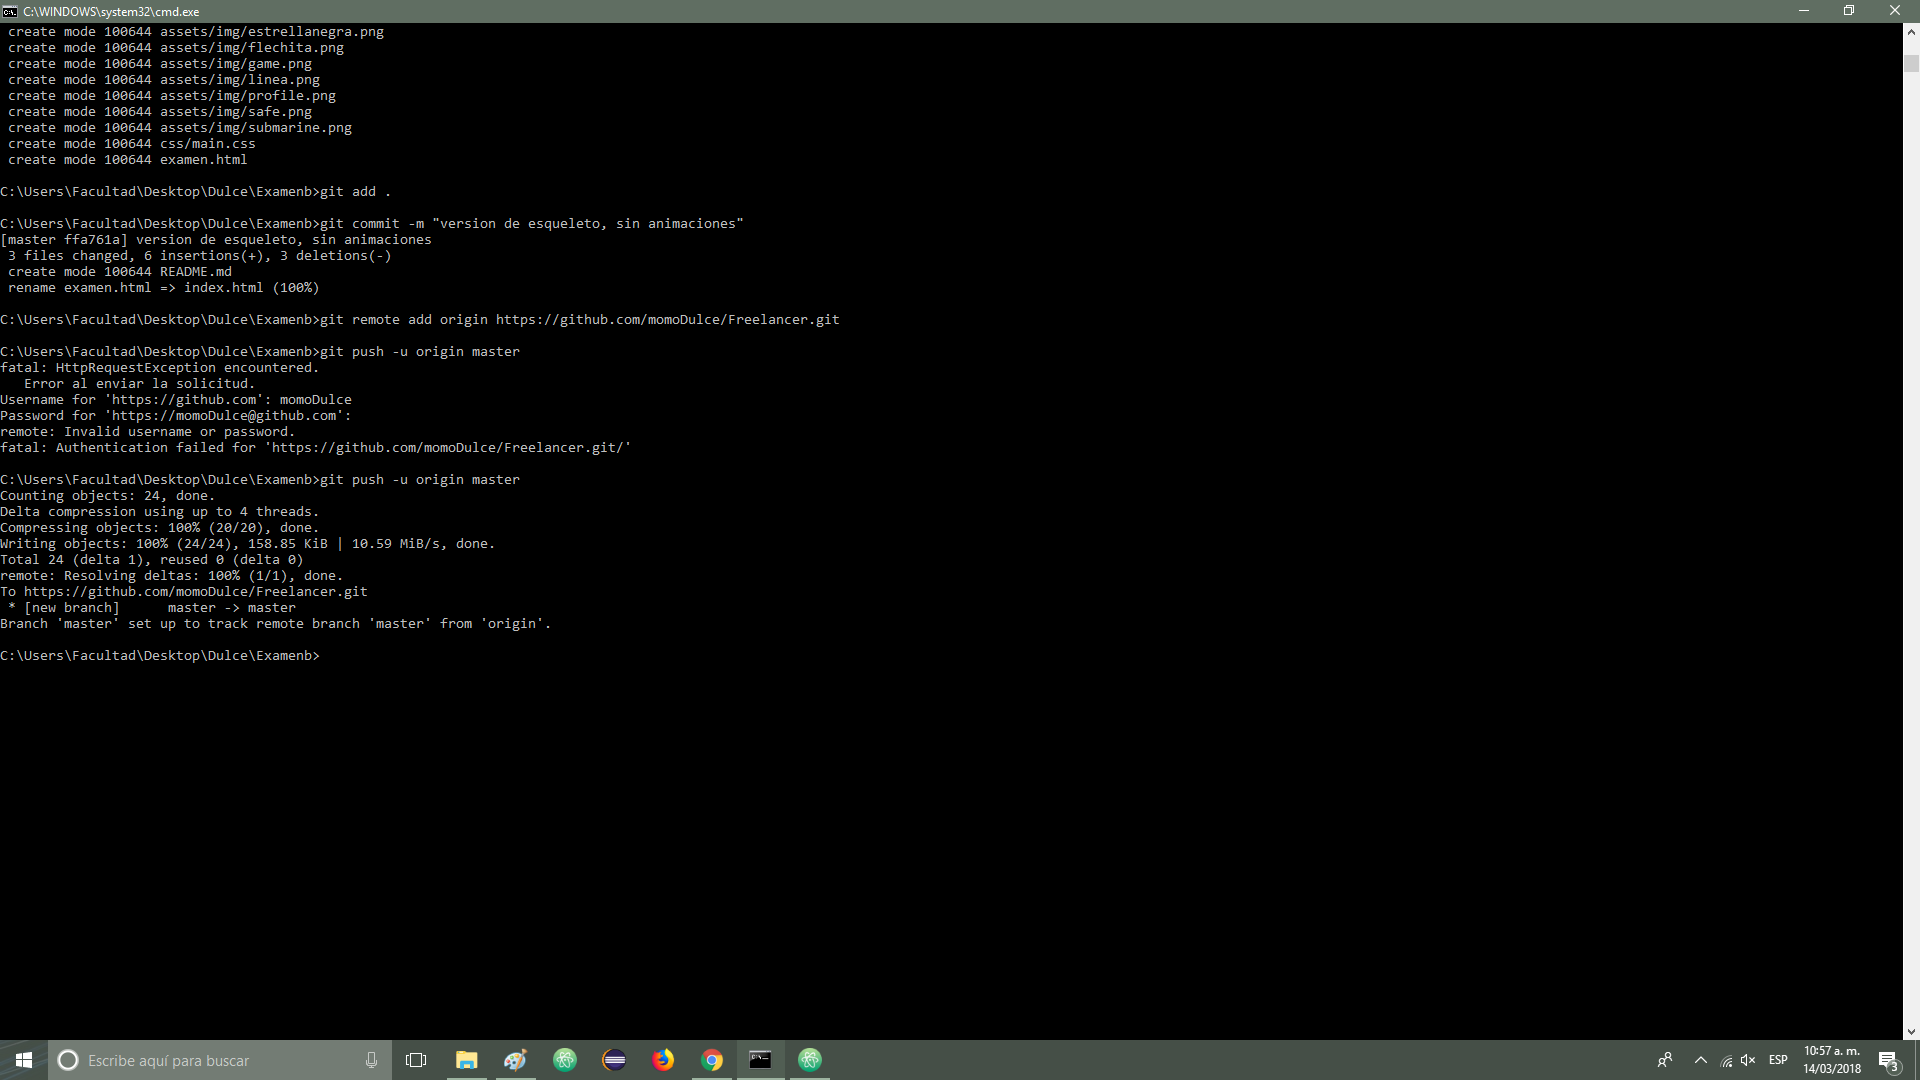 C:\WINDOWS\system32\cmd.exe
create mode 100644 assets/img/estrellanegra.png
create mode 100644 assets/img/flechita.png
create mode 100644 assets/img/game.png
create mode 100644 assets/img/linea.png
create mode 100644 assets/img/profile.png
create mode 100644 assets/img/safe.png
create mode 100644 assets/img/submarine.png
create mode 100644 css/main.css
create mode 100644 examen.html
C:\Users\Facultad\Desktop\Dulce\Examenb>git add .
C:\Users\Facultad\Desktop\Dulce\Examenb>git commit -m "version de esqueleto, sin animaciones"
[master ffa761a] version de esqueleto, sin animaciones
3 files changed, 6 insertions(+), 3 deletions(-)
create mode 100644 README.md
rename examen.html => index.html (100%)
C:\Users\Facultad\Desktop\Dulce\Examenb>git remote add origin https://github.com/momoDulce/Freelancer.git
C:\Users\Facultad\Desktop\Dulce\Examenb>git push -u origin master
fatal: HttpRequestException encountered.
Error al enviar la solicitud.
Username for 'https://github.com': momoDulce
Password for 'https://momoDulce@github.com':
remote: Invalid username or password.
fatal: Authentication failed for 'https://github.com/momoDulce/Freelancer.git/'
C:\Users\Facultad\Desktop\Dulce\Examenb>git push -u origin master
Counting objects: 24, done.
Delta compression using up to 4 threads.
Compressing objects: 100% (20/20), done.
Writing objects: 100% (24/24), 158.85 KiB | 10.59 MiB/s, done.
Total 24 (delta 1), reused 0 (delta 0)
remote: Resolving deltas: 100% (1/1), done.
To https://github.com/momoDulce/Freelancer.git
* [new branch]      master -> master
Branch 'master' set up to track remote branch 'master' from 'origin'.
C:\Users\Facultad\Desktop\Dulce\Examenb>
Escribe aquí para buscar
ESP
10:57 a. m.
14/03/2018
3